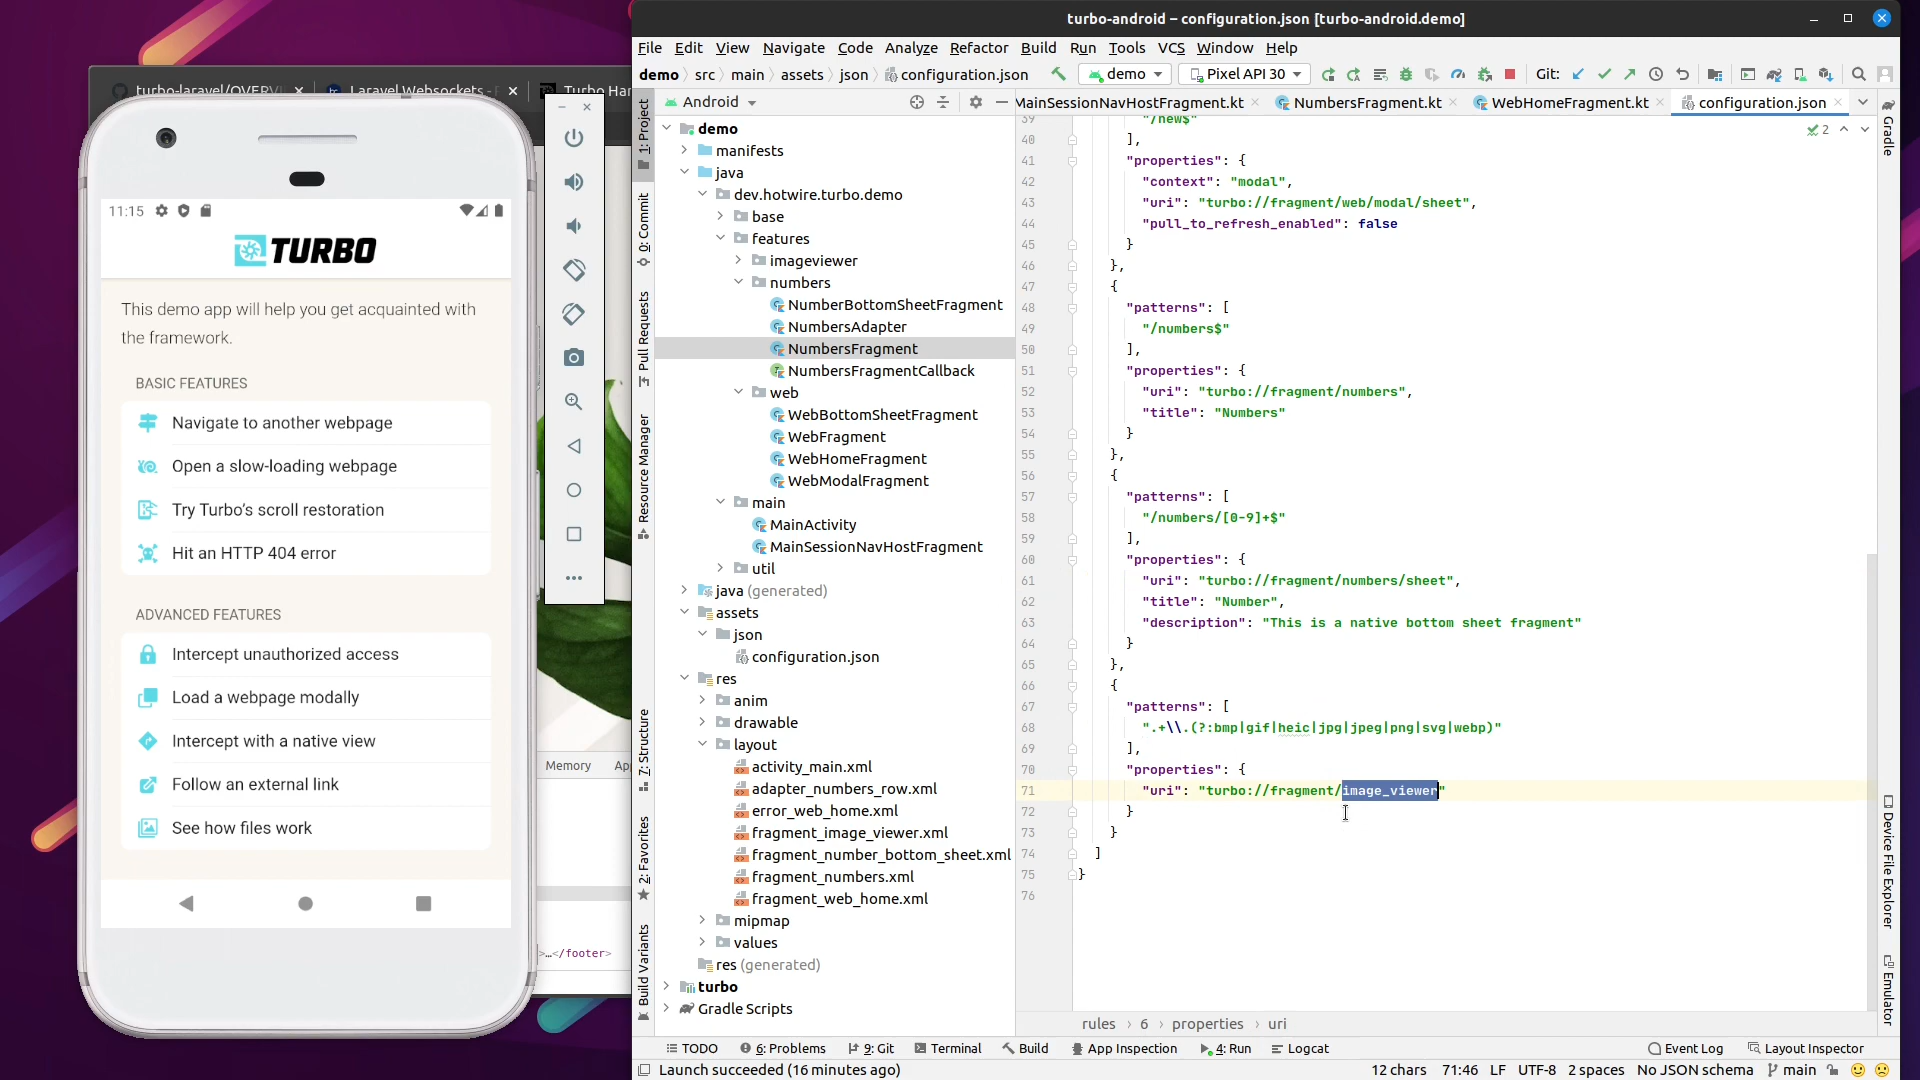 turbo-android – configuration.json [turbo-android.demo]
File Edit View Navigate Code Analyze Refactor Build Run Tools VCS Window Help
demo src main assets json configuration.json demo Pixel API 30 Git:
turbo-laravel/OVERVI Laravel Websockets - Turbo Har
Android
MainSessionNavHostFragment.kt NumbersFragment.kt WebHomeFragment.kt configuration.json
1: Project
0: Commit
Pull Requests
Resource Manager
7: Structure
2: Favorites
Build Variants
demo
manifests
java
dev.hotwire.turbo.demo
base
features
imageviewer
numbers
NumberBottomSheetFragment
NumbersAdapter
NumbersFragment
NumbersFragmentCallback
web
WebBottomSheetFragment
WebFragment
WebHomeFragment
WebModalFragment
main
MainActivity
MainSessionNavHostFragment
util
java (generated)
assets
json
configuration.json
res
anim
drawable
layout
activity_main.xml
adapter_numbers_row.xml
error_web_home.xml
fragment_image_viewer.xml
fragment_number_bottom_sheet.xml
fragment_numbers.xml
fragment_web_home.xml
mipmap
values
res (generated)
turbo
Gradle Scripts
2
39 "/new$"
40 ],
41 "properties": {
42 "context": "modal",
43 "uri": "turbo://fragment/web/modal/sheet",
44 "pull_to_refresh_enabled": false
45 }
46 },
47 {
48 "patterns": [
49 "/numbers$"
50 ],
51 "properties": {
52 "uri": "turbo://fragment/numbers",
53 "title": "Numbers"
54 }
55 },
56 {
57 "patterns": [
58 "/numbers/[0-9]+$"
59 ],
60 "properties": {
61 "uri": "turbo://fragment/numbers/sheet",
62 "title": "Number",
63 "description": "This is a native bottom sheet fragment"
64 }
65 },
66 {
67 "patterns": [
68 ".+\\.(?:bmp|gif|heic|jpg|jpeg|png|svg|webp)"
69 ],
70 "properties": {
71 "uri": "turbo://fragment/image_viewer"
72 }
73 }
74 ]
75 }
76
rules 6 properties uri
Gradle
Device File Explorer
Emulator
TODO 6: Problems 9: Git Terminal Build App Inspection 4: Run Logcat Event Log Layout Inspector
Launch succeeded (16 minutes ago) 12 chars 71:46 LF UTF-8 2 spaces No JSON schema main
11:15
TURBO
This demo app will help you get acquainted with
the framework.
BASIC FEATURES
Navigate to another webpage
Open a slow-loading webpage
Try Turbo’s scroll restoration
Hit an HTTP 404 error
ADVANCED FEATURES
Intercept unauthorized access
Load a webpage modally
Intercept with a native view
Follow an external link
See how files work
Memory Ap
>…</footer>